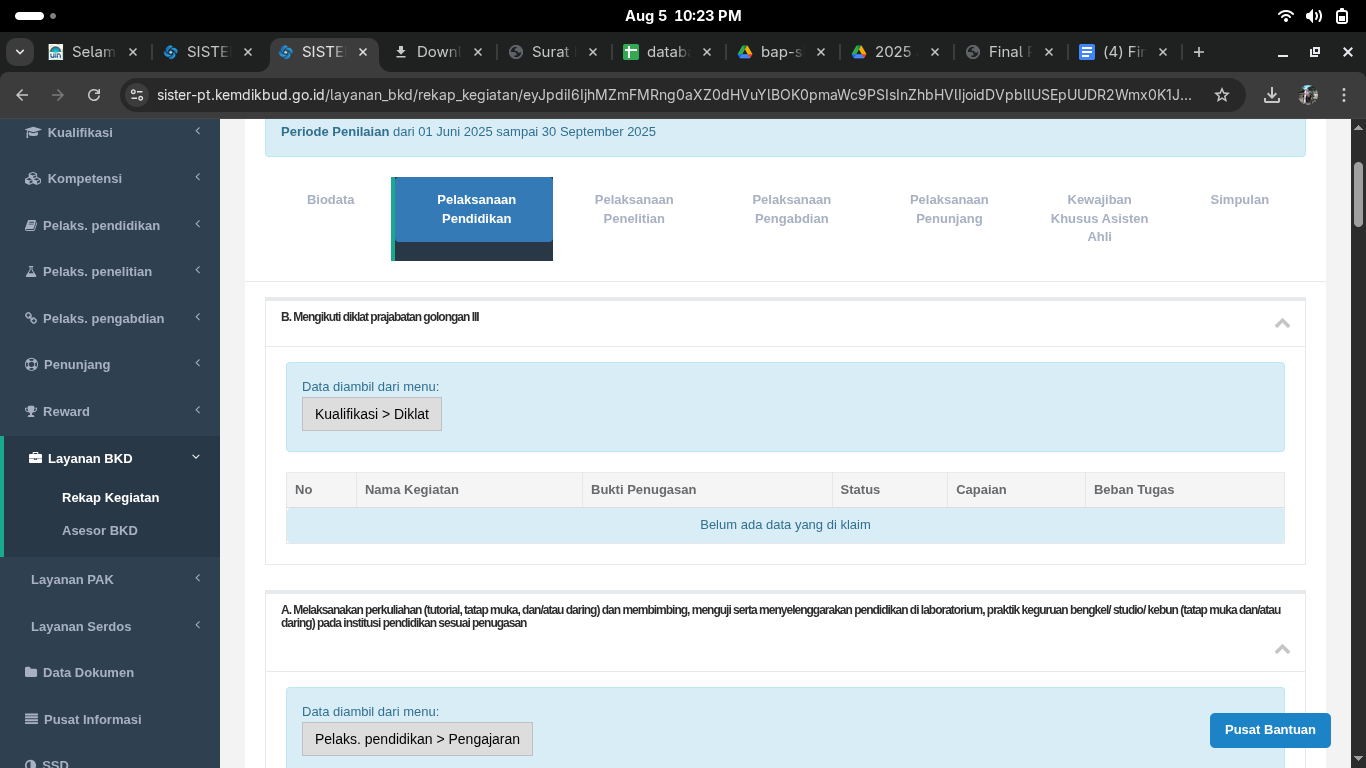 Aug 5 10:23 PM
Selam
SISTE
SISTE
Downl
Surat
datab
bap-s
2025
Final
(4) Fir
sister-pt.kemdikbud.go.id/layanan_bkd/rekap_kegiatan/
Kualifikasi
Kompetensi
Pelaks. pendidikan
Pelaks. penelitian
Pelaks. pengabdian
Penunjang
Reward
Layanan BKD
Rekap Kegiatan
Asesor BKD
Layanan PAK
Layanan Serdos
Data Dokumen
Pusat Informasi
SSD
Periode Penilaian dari 01 Juni 2025 sampai 30 September 2025
Biodata
Pelaksanaan
Pendidikan
Pelaksanaan
Penelitian
Pelaksanaan
Pengabdian
Pelaksanaan
Penunjang
Kewajiban
Khusus Asisten
Ahli
Simpulan
B. Mengikuti diklat prajabatan golongan III
Data diambil dari menu:
Kualifikasi > Diklat
No Nama Kegiatan Bukti Penugasan Status Capaian Beban Tugas
Belum ada data yang di klaim
A. Melaksanakan perkuliahan (tutorial, tatap muka, dan/atau daring) dan membimbing, menguji serta menyelenggarakan pendidikan di laboratorium, praktik keguruan bengkel/ studio/ kebun (tatap muka dan/atau
daring) pada institusi pendidikan sesuai penugasan
Data diambil dari menu:
Pelaks. pendidikan > Pengajaran
Pusat Bantuan